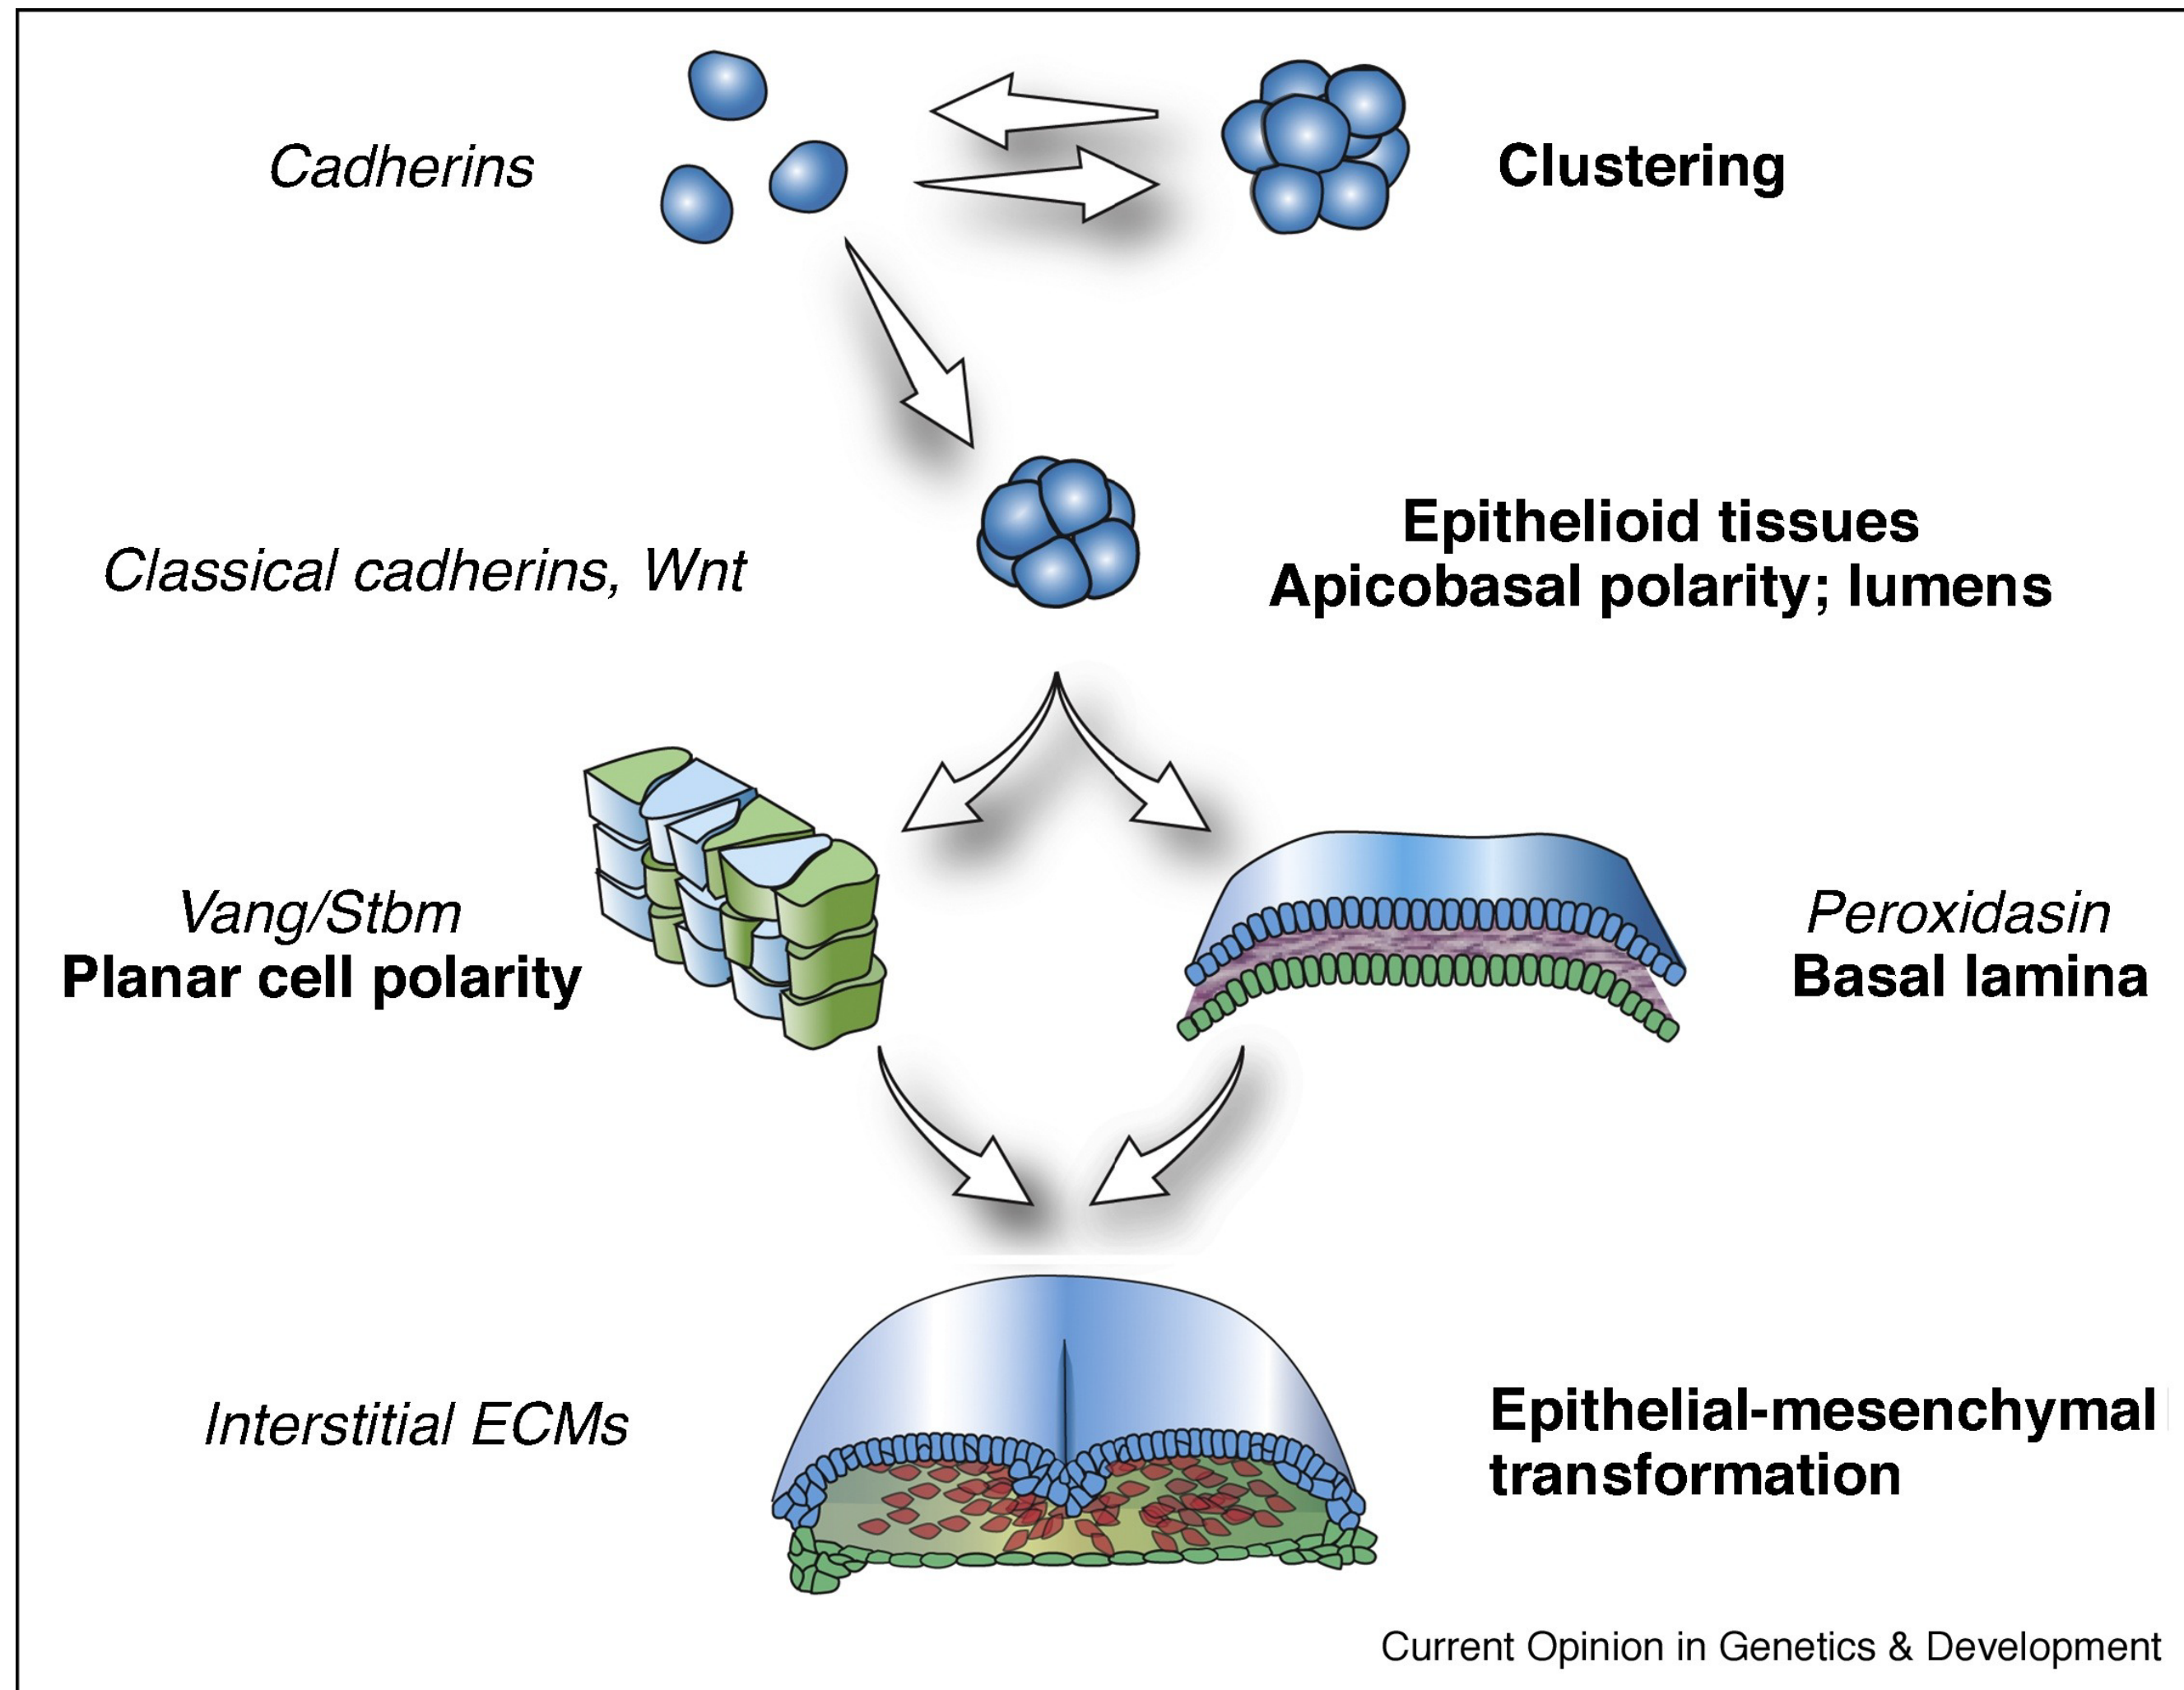 Cadherins
Clustering
Classical cadherins, Wnt
Epithelioid tissues
Apicobasal polarity; lumens
Vang/Stbm
Planar cell polarity
Peroxidasin
Basal lamina
Interstitial ECMs
Epithelial-mesenchymal
transformation
Current Opinion in Genetics & Development